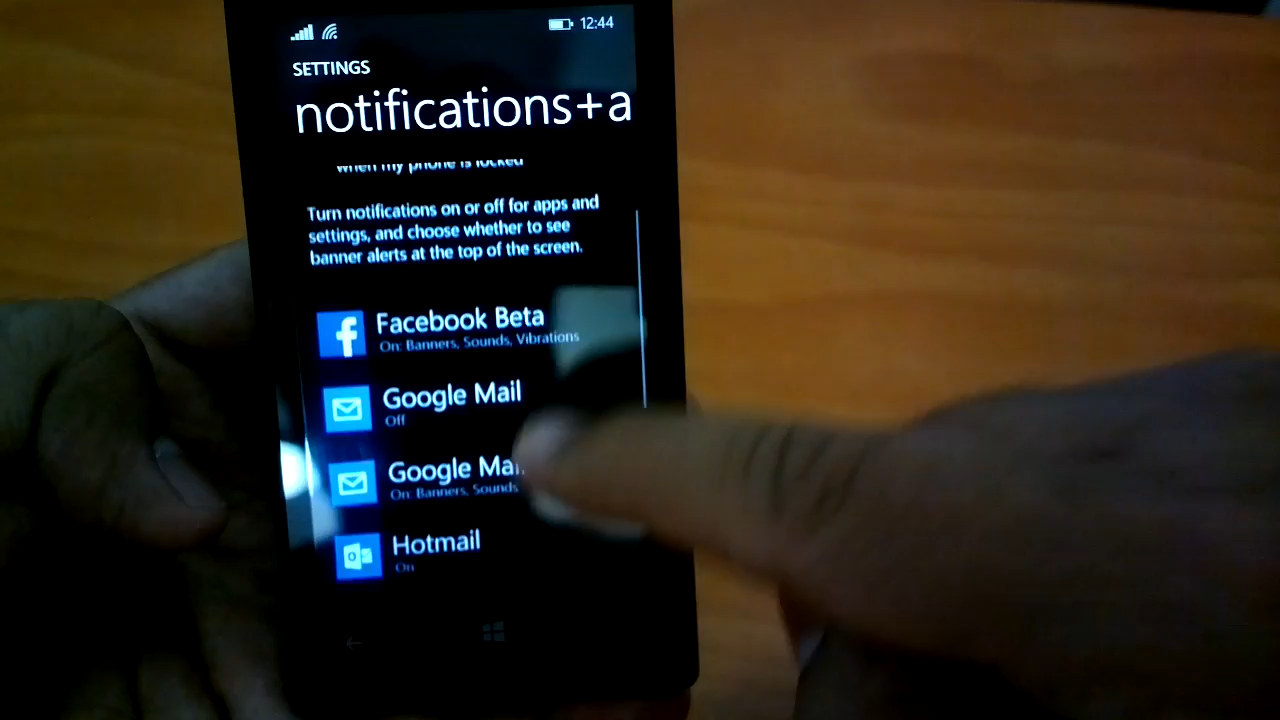 12:44
SETTINGS
notifications+a
when my phone is locked
Turn notifications on or off for apps and
settings, and choose whether to see
banner alerts at the top of the screen.
Facebook Beta
On: Banners, Sounds, Vibrations
Google Mail
Off
Google Mai
On: Banners, Sounds
Hotmail
On